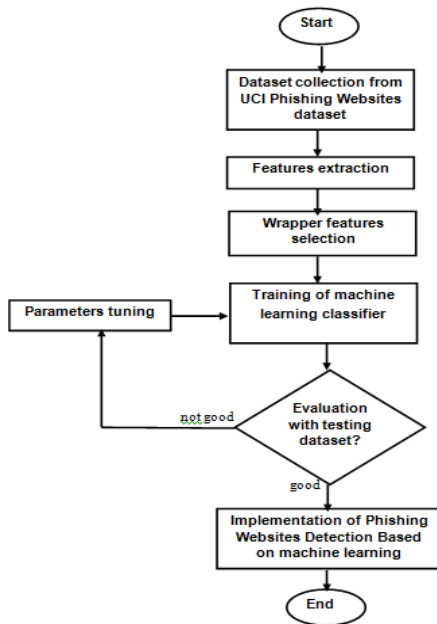 Start
Dataset collection from
UCI Phishing Websites
dataset
Features extraction
Wrapper features
selection
Parameters tuning
Training of machine
learning classifier
not good
Evaluation
with testing
dataset?
good
Implementation of Phishing
Websites Detection Based
on machine learning
End